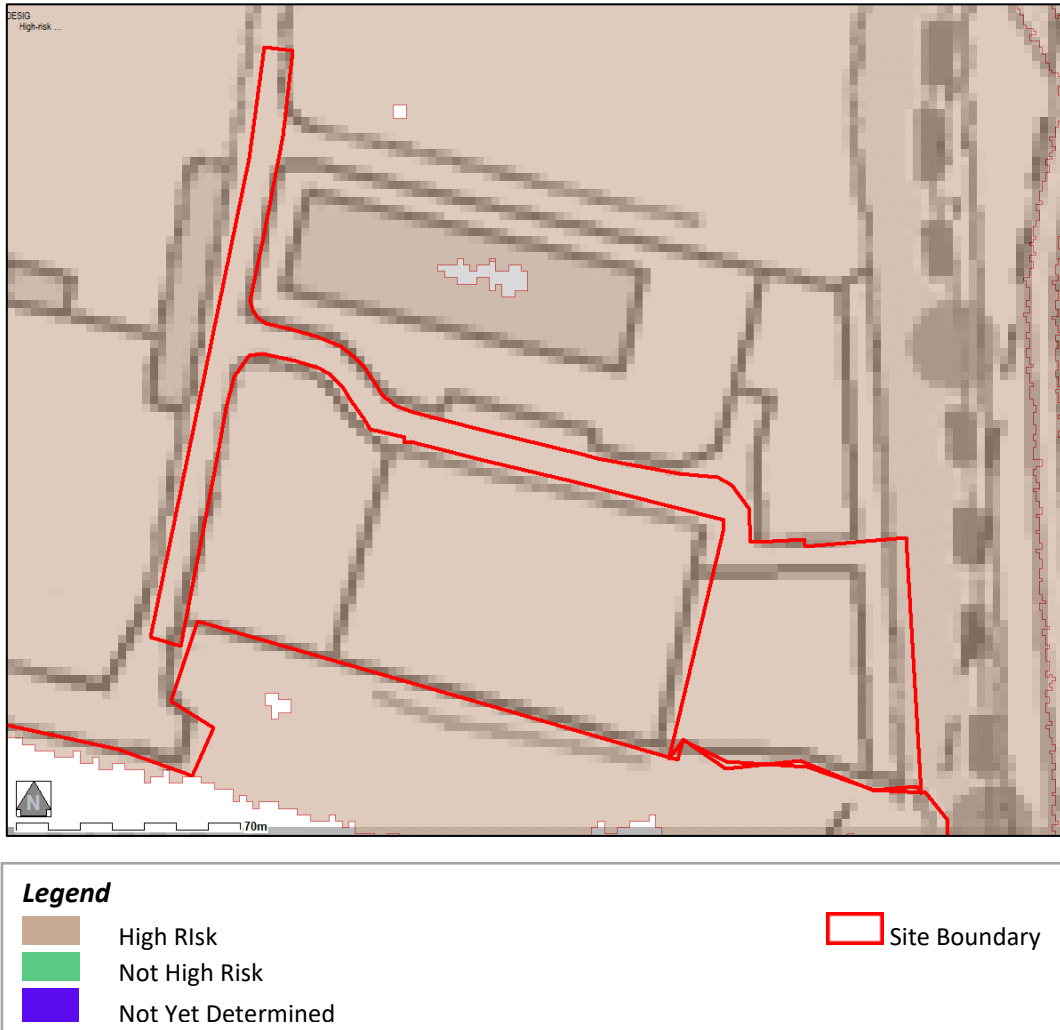 DESIG
High-risk ...
N
70m
Legend
High RIsk
Not High Risk
Not Yet Determined
Site Boundary